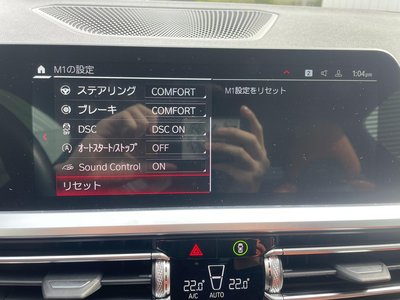 M1の設定
2 1:04pm
ステアリング COMFORT
M1設定をリセット
ブレーキ COMFORT
DSC DSC ON
オートスタート/ストップ OFF
Sound Control ON
リセット
22.0 22.0
A/C